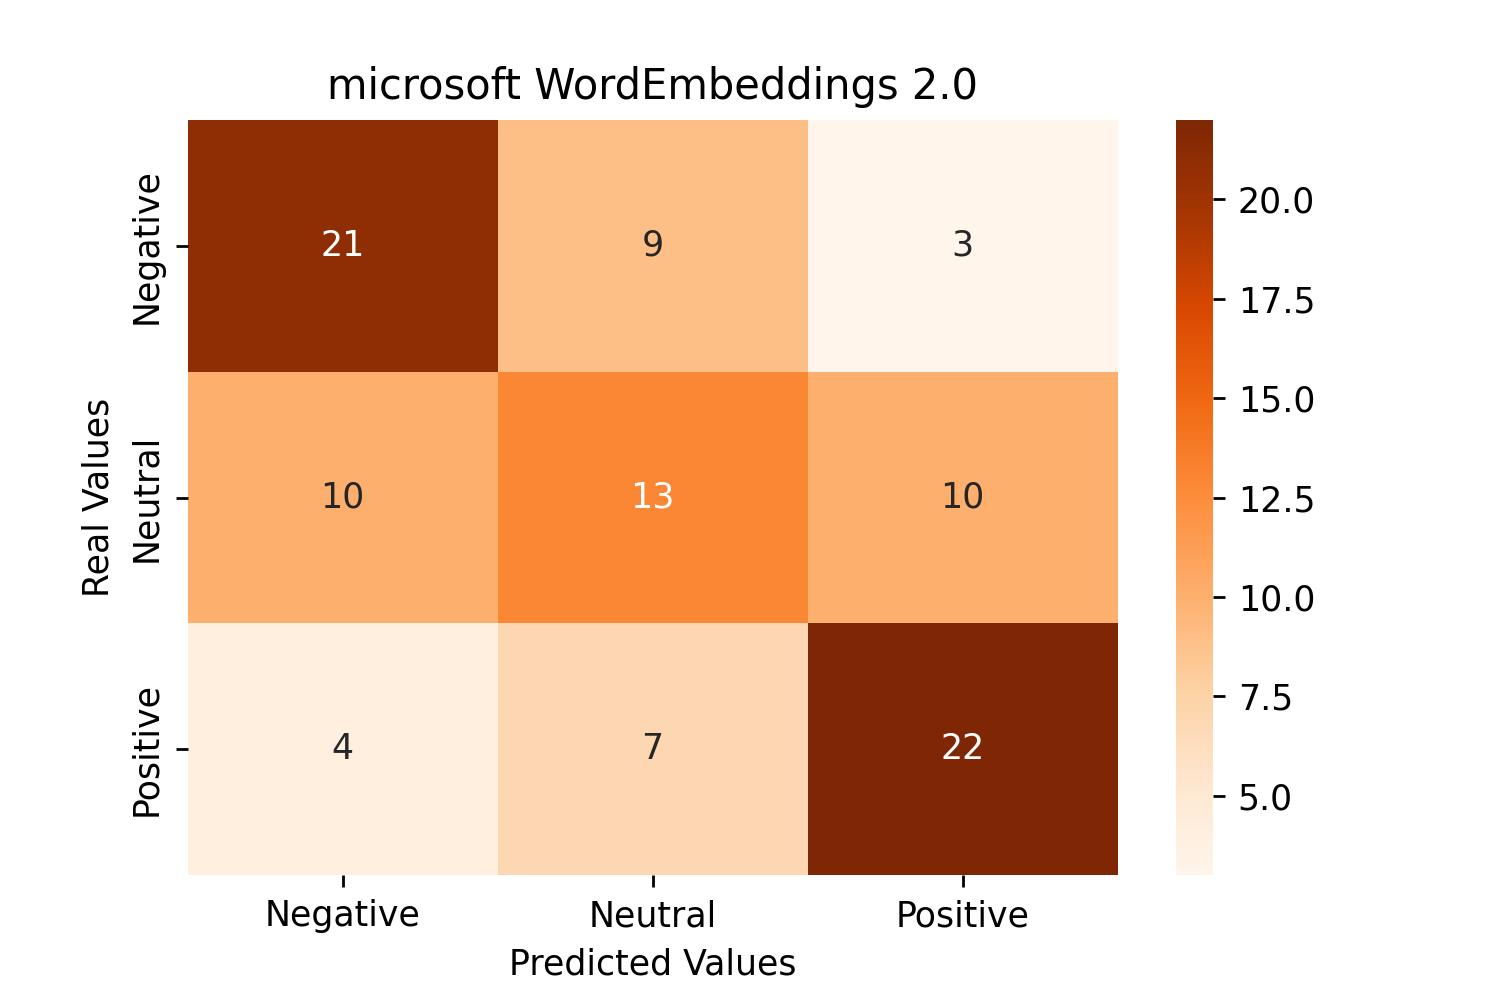 microsoft WordEmbeddings 2.0
Real Values
Negative
21 9 3
Neutral
10 13 10
Positive
4 7 22
Negative Neutral Positive
Predicted Values
20.0
17.5
15.0
12.5
10.0
7.5
5.0